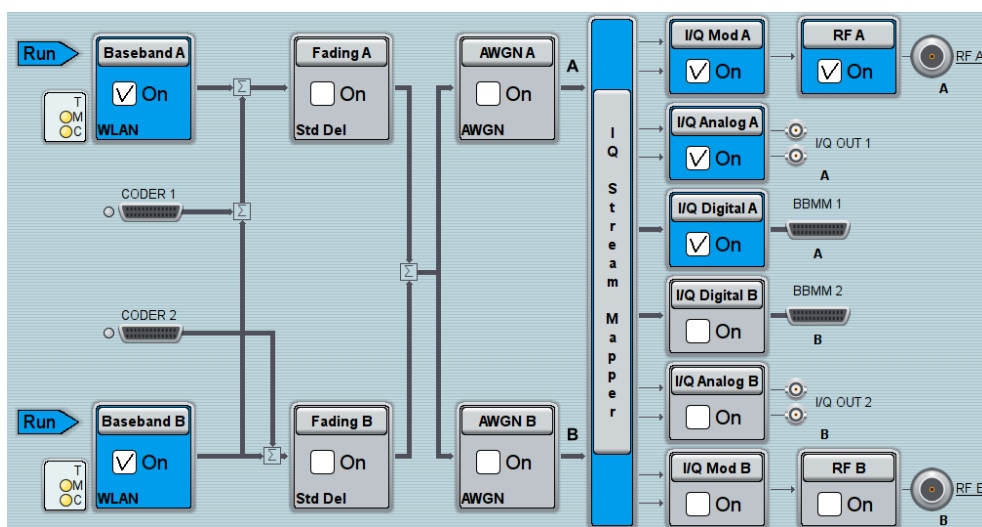 Run
Baseband A
On
WLAN
T
M
C
Fading A
On
Std Del
AWGN A
On
AWGN
A
I/Q Stream Mapper
I/Q Mod A
On
RF A
On
RF A
A
I/Q Analog A
On
I/Q OUT 1
A
CODER 1
I/Q Digital A
On
BBMM 1
A
CODER 2
I/Q Digital B
On
BBMM 2
B
I/Q Analog B
On
I/Q OUT 2
B
Run
Baseband B
On
WLAN
T
M
C
Fading B
On
Std Del
AWGN B
On
AWGN
B
I/Q Mod B
On
RF B
On
RF
B
Σ
Σ
Σ
Σ